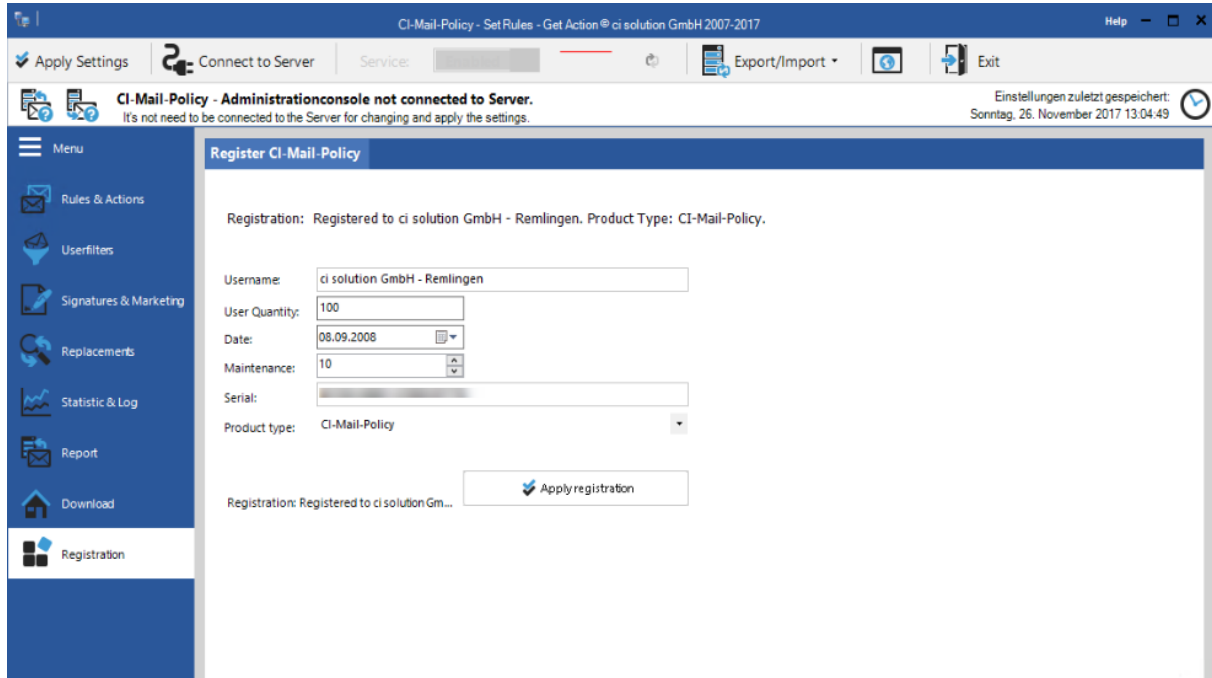 CI-Mail-Policy - Set Rules - Get Action © ci solution GmbH 2007-2017
Help
Apply Settings
Connect to Server
Service:
Export/Import
Exit
CI-Mail-Policy - Administrationconsole not connected to Server.
It's not need to be connected to the Server for changing and apply the settings.
Einstellungen zuletzt gespeichert:
Sonntag, 26. November 2017 13:04:49
Menu
Rules & Actions
Userfilters
Signatures & Marketing
Replacements
Statistic & Log
Report
Download
Registration
Register CI-Mail-Policy
Registration: Registered to ci solution GmbH - Remlingen. Product Type: CI-Mail-Policy.
Username: ci solution GmbH - Remlingen
User Quantity: 100
Date: 08.09.2008
Maintenance: 10
Serial:
Product type: CI-Mail-Policy
Registration: Registered to ci solution Gm...
Apply registration